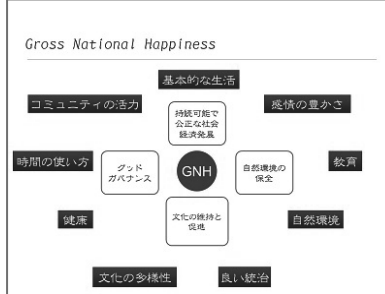 Gross National Happiness
基本的な生活
コミュニティの活力
感情の豊かさ
持続可能で
公正な社会
経済発展
時間の使い方
グッド
ガバナンス
GNH
自然環境の
保全
教育
文化の維持と
促進
健康
自然環境
文化の多様性
良い統治